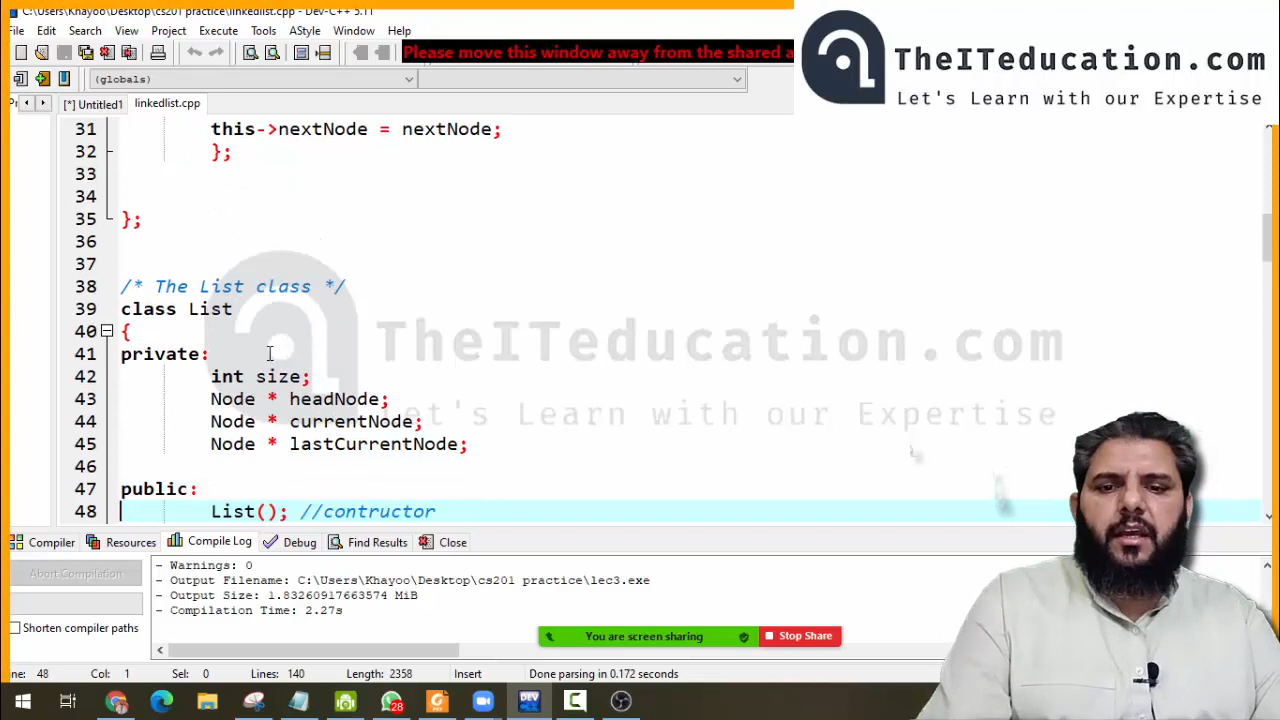 C:\Users\Khayoo\Desktop\cs201 practice\linkedlist.cpp - Dev-C++ 5.11
File Edit Search View Project Execute Tools AStyle Window Help
Please move this window away from the shared a
(globals)
[*] Untitled1 linkedlist.cpp
31 this->nextNode = nextNode;
32 };
33
34
35 };
36
37
38 /* The List class */
39 class List
40 {
41 private:
42 int size;
43 Node * headNode;
44 Node * currentNode;
45 Node * lastCurrentNode;
46
47 public:
48 List(); //contructor
TheITeducation.com
Let's Learn with our Expertise
TheITeducation.com
Let's Learn with our Expertise
Compiler Resources Compile Log Debug Find Results Close
Abort Compilation
Shorten compiler paths
- Warnings: 0
- Output Filename: C:\Users\Khayoo\Desktop\cs201 practice\lec3.exe
- Output Size: 1.83260917663574 MiB
- Compilation Time: 2.27s
You are screen sharing Stop Share
ine: 48 Col: 1 Sel: 0 Lines: 140 Length: 2358 Insert Done parsing in 0.172 seconds
28
DEV